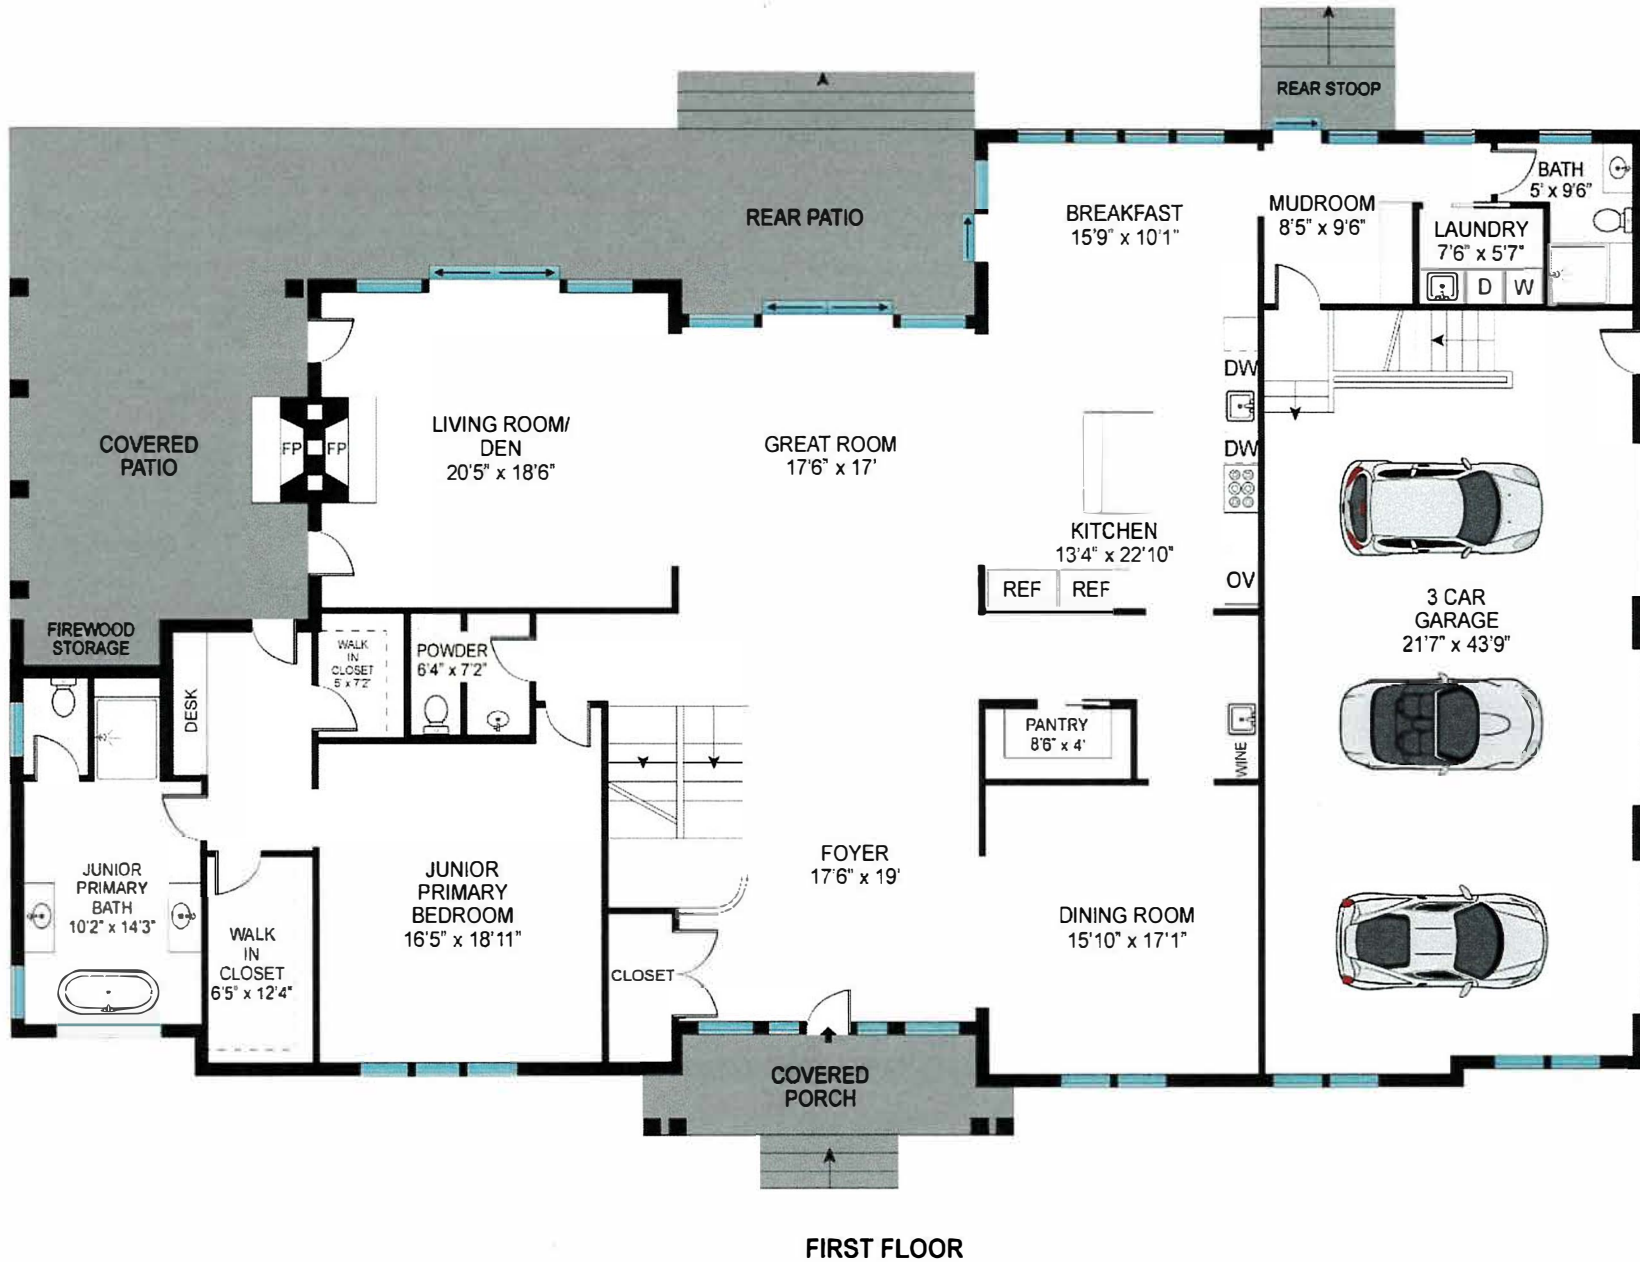 REAR STOOP
REAR PATIO
BREAKFAST
15'9" x 10'1"
MUDROOM
8'5" x 9'6"
BATH
5' x 9'6"
LAUNDRY
7'6" x 5'7"
D
W
COVERED
PATIO
FP
FP
LIVING ROOM/
DEN
20'5" x 18'6"
GREAT ROOM
17'6" x 17'
DW
DW
KITCHEN
13'4" x 22'10"
REF
REF
OV
3 CAR
GARAGE
21'7" x 43'9"
FIREWOOD
STORAGE
WALK
IN
CLOSET
5' x 7'2"
POWDER
6'4" x 7'2"
DESK
PANTRY
8'6" x 4'
WINE
JUNIOR
PRIMARY
BATH
10'2" x 14'3"
WALK
IN
CLOSET
6'5" x 12'4"
JUNIOR
PRIMARY
BEDROOM
16'5" x 18'11"
FOYER
17'6" x 19'
CLOSET
DINING ROOM
15'10" x 17'1"
COVERED
PORCH
FIRST FLOOR